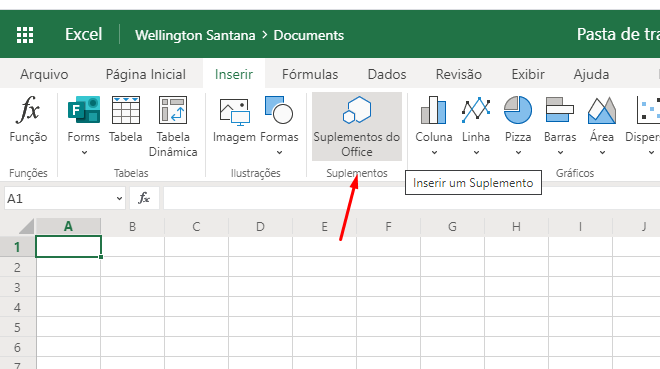 Excel Wellington Santana > Documents Pasta de tra
Arquivo Página Inicial Inserir Fórmulas Dados Revisão Exibir Ajuda
Função Forms Tabela Tabela Dinâmica Imagem Formas Suplementos do Office Coluna Linha Pizza Barras Área Dispers
Funções Tabelas Ilustrações Suplementos Gráficos
Inserir um Suplemento
A1 fx
A B C D E F G H I J
1
2
3
4
5
6
7